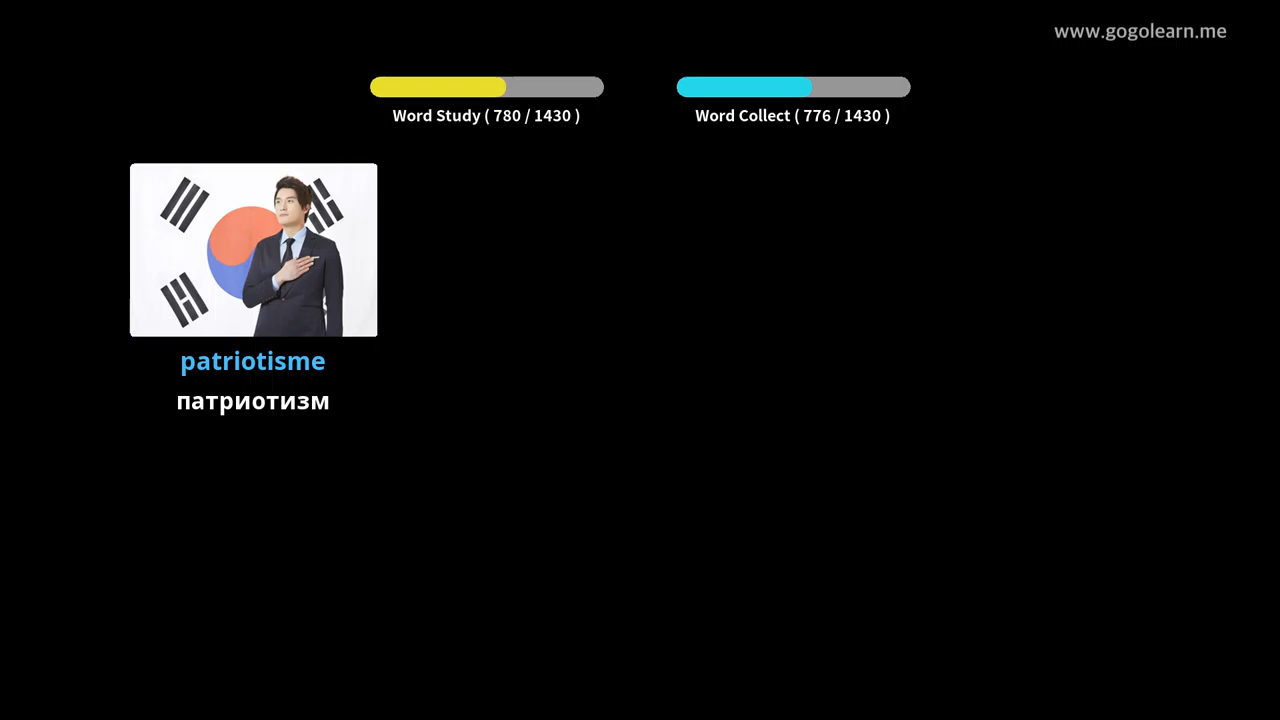 www.gogolearn.me
Word Study ( 780 / 1430 )
Word Collect ( 776 / 1430 )
patriotisme
патриотизм